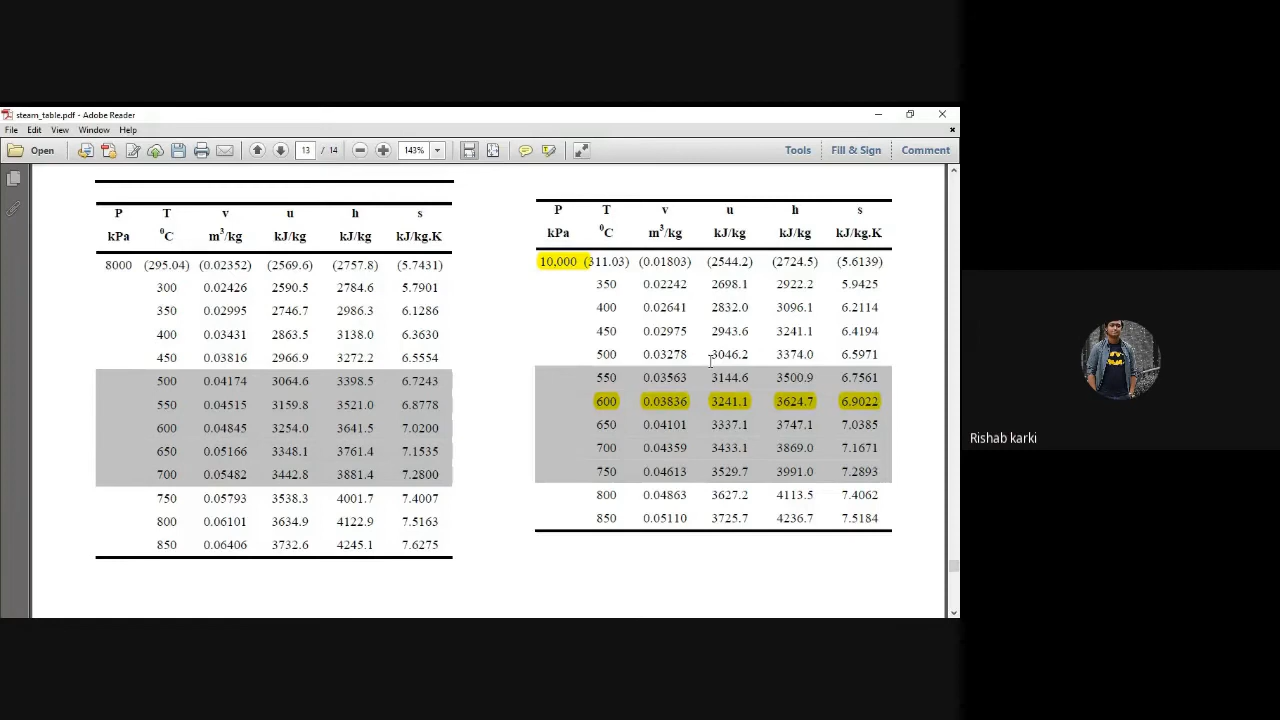 steam_table.pdf - Adobe Reader
File Edit View Window Help
Open 13 / 14 143% Tools Fill & Sign Comment
P T v u h s
kPa ⁰C m³/kg kJ/kg kJ/kg kJ/kg.K
8000 (295.04) (0.02352) (2569.6) (2757.8) (5.7431)
300 0.02426 2590.5 2784.6 5.7901
350 0.02995 2746.7 2986.3 6.1286
400 0.03431 2863.5 3138.0 6.3630
450 0.03816 2966.9 3272.2 6.5554
500 0.04174 3064.6 3398.5 6.7243
550 0.04515 3159.8 3521.0 6.8778
600 0.04845 3254.0 3641.5 7.0200
650 0.05166 3348.1 3761.4 7.1535
700 0.05482 3442.8 3881.4 7.2800
750 0.05793 3538.3 4001.7 7.4007
800 0.06101 3634.9 4122.9 7.5163
850 0.06406 3732.6 4245.1 7.6275
P T v u h s
kPa ⁰C m³/kg kJ/kg kJ/kg kJ/kg.K
10,000 (311.03) (0.01803) (2544.2) (2724.5) (5.6139)
350 0.02242 2698.1 2922.2 5.9425
400 0.02641 2832.0 3096.1 6.2114
450 0.02975 2943.6 3241.1 6.4194
500 0.03278 3046.2 3374.0 6.5971
550 0.03563 3144.6 3500.9 6.7561
600 0.03836 3241.1 3624.7 6.9022
650 0.04101 3337.1 3747.1 7.0385
700 0.04359 3433.1 3869.0 7.1671
750 0.04613 3529.7 3991.0 7.2893
800 0.04863 3627.2 4113.5 7.4062
850 0.05110 3725.7 4236.7 7.5184
Rishab karki